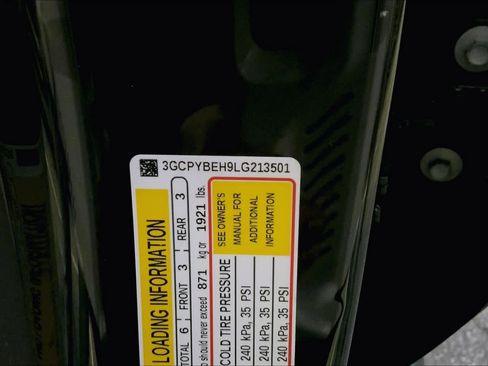 3GCPYBEH9LG213501
LOADING INFORMATION
TOTAL 6 FRONT 3 REAR 3
should never exceed 871 kg or 1921 lbs.
COLD TIRE PRESSURE
240 kPa, 35 PSI
240 kPa, 35 PSI
240 kPa, 35 PSI
SEE OWNER'S
MANUAL FOR
ADDITIONAL
INFORMATION